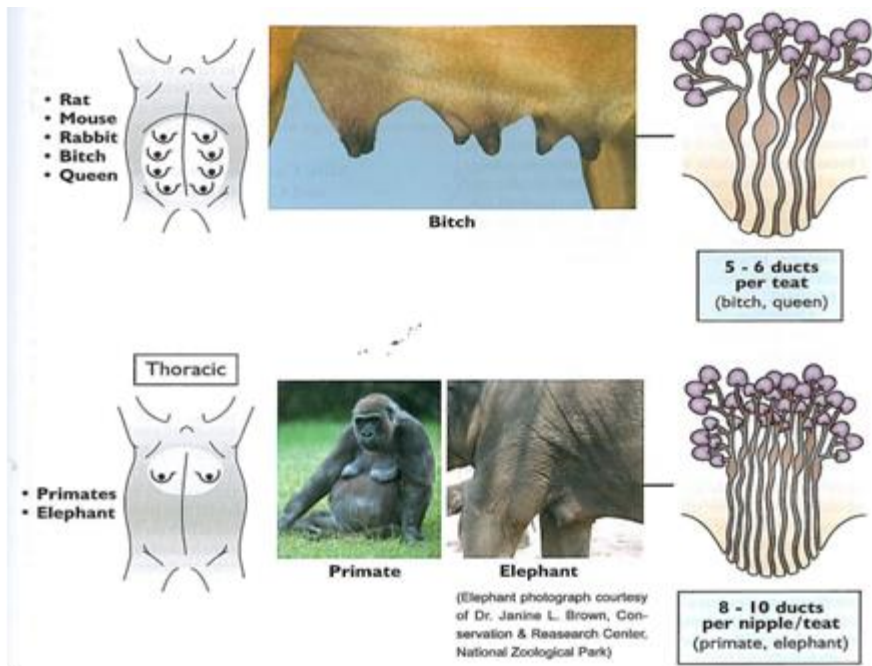 • Rat
• Mouse
• Rabbit
• Bitch
• Queen
Bitch
5 - 6 ducts
per teat
(bitch, queen)
Thoracic
• Primates
• Elephant
Primate
Elephant
(Elephant photograph courtesy
of Dr. Janine L. Brown, Con-
servation & Reasearch Center,
National Zoological Park)
8 - 10 ducts
per nipple/teat
(primate, elephant)